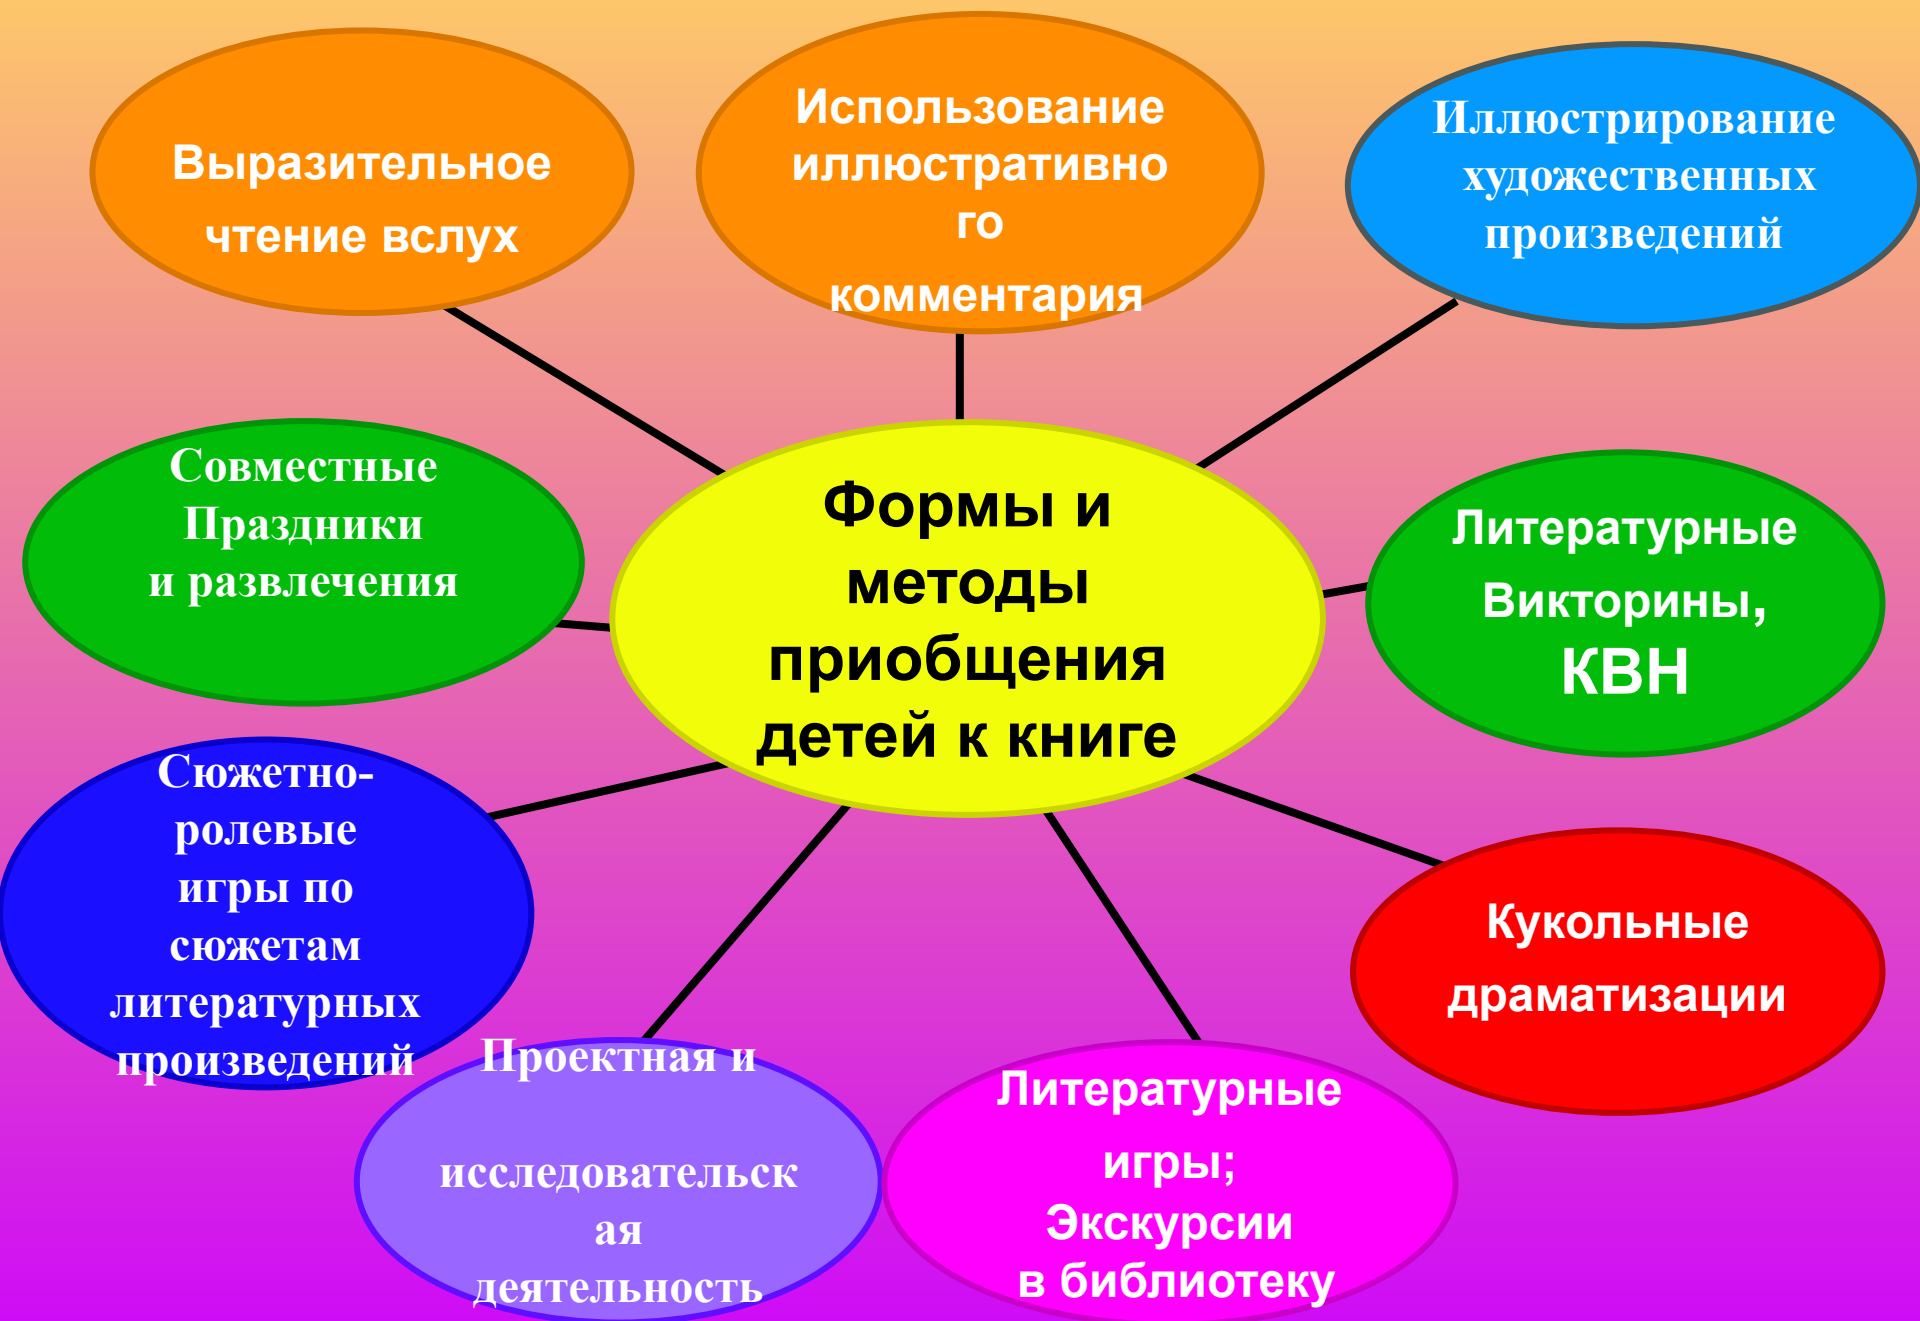 Выразительное
чтение вслух
Использование
иллюстративно
го
комментария
Иллюстрирование
художественных
произведений
Совместные
Праздники
и развлечения
Формы и
методы
приобщения
детей к книге
Литературные
Викторины,
КВН
Сюжетно-
ролевые
игры по
сюжетам
литературных
произведений
Кукольные
драматизации
Проектная и
исследовательск
ая
деятельность
Литературные
игры;
Экскурсии
в библиотеку